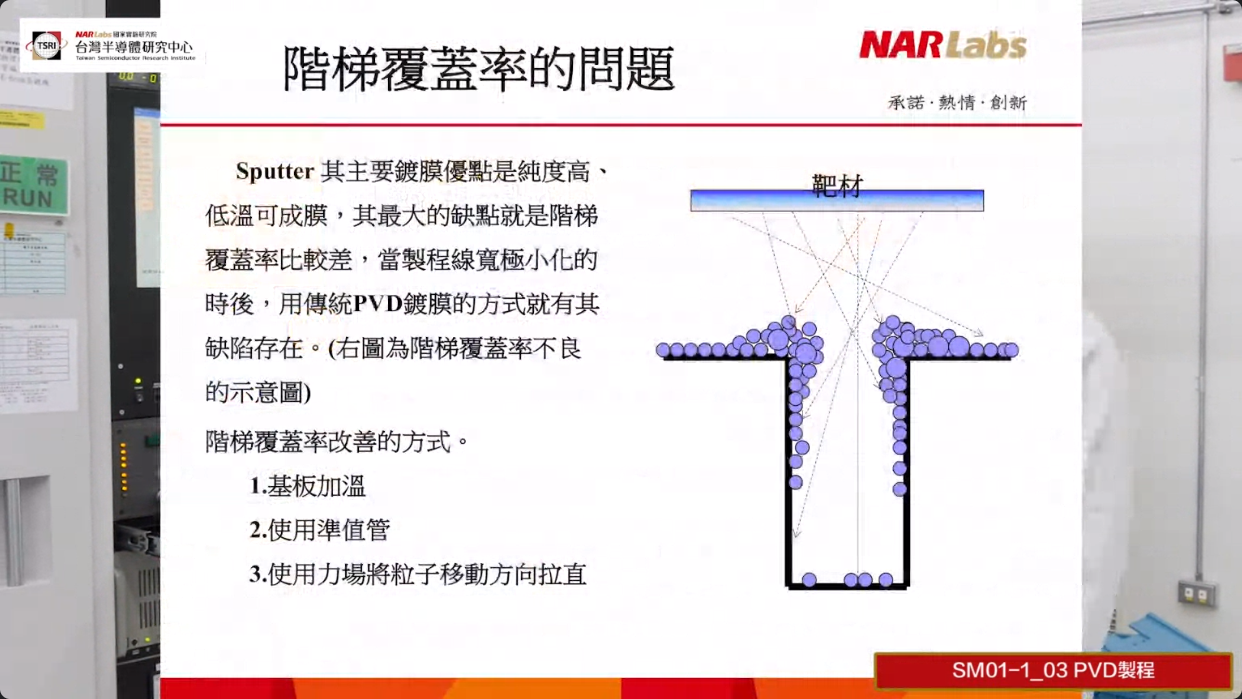 NARLabs 國家實驗研究院
TSRI
台灣半導體研究中心
Taiwan Semiconductor Research Institute
階梯覆蓋率的問題
NARLabs
承諾·熱情·創新
正常
RUN
Sputter 其主要鍍膜優點是純度高、
低溫可成膜，其最大的缺點就是階梯
覆蓋率比較差，當製程線寬極小化的
時後，用傳統PVD鍍膜的方式就有其
缺陷存在。(右圖為階梯覆蓋率不良
的示意圖)
階梯覆蓋率改善的方式。
1.基板加溫
2.使用準值管
3.使用力場將粒子移動方向拉直
靶材
SM01-1_03 PVD製程